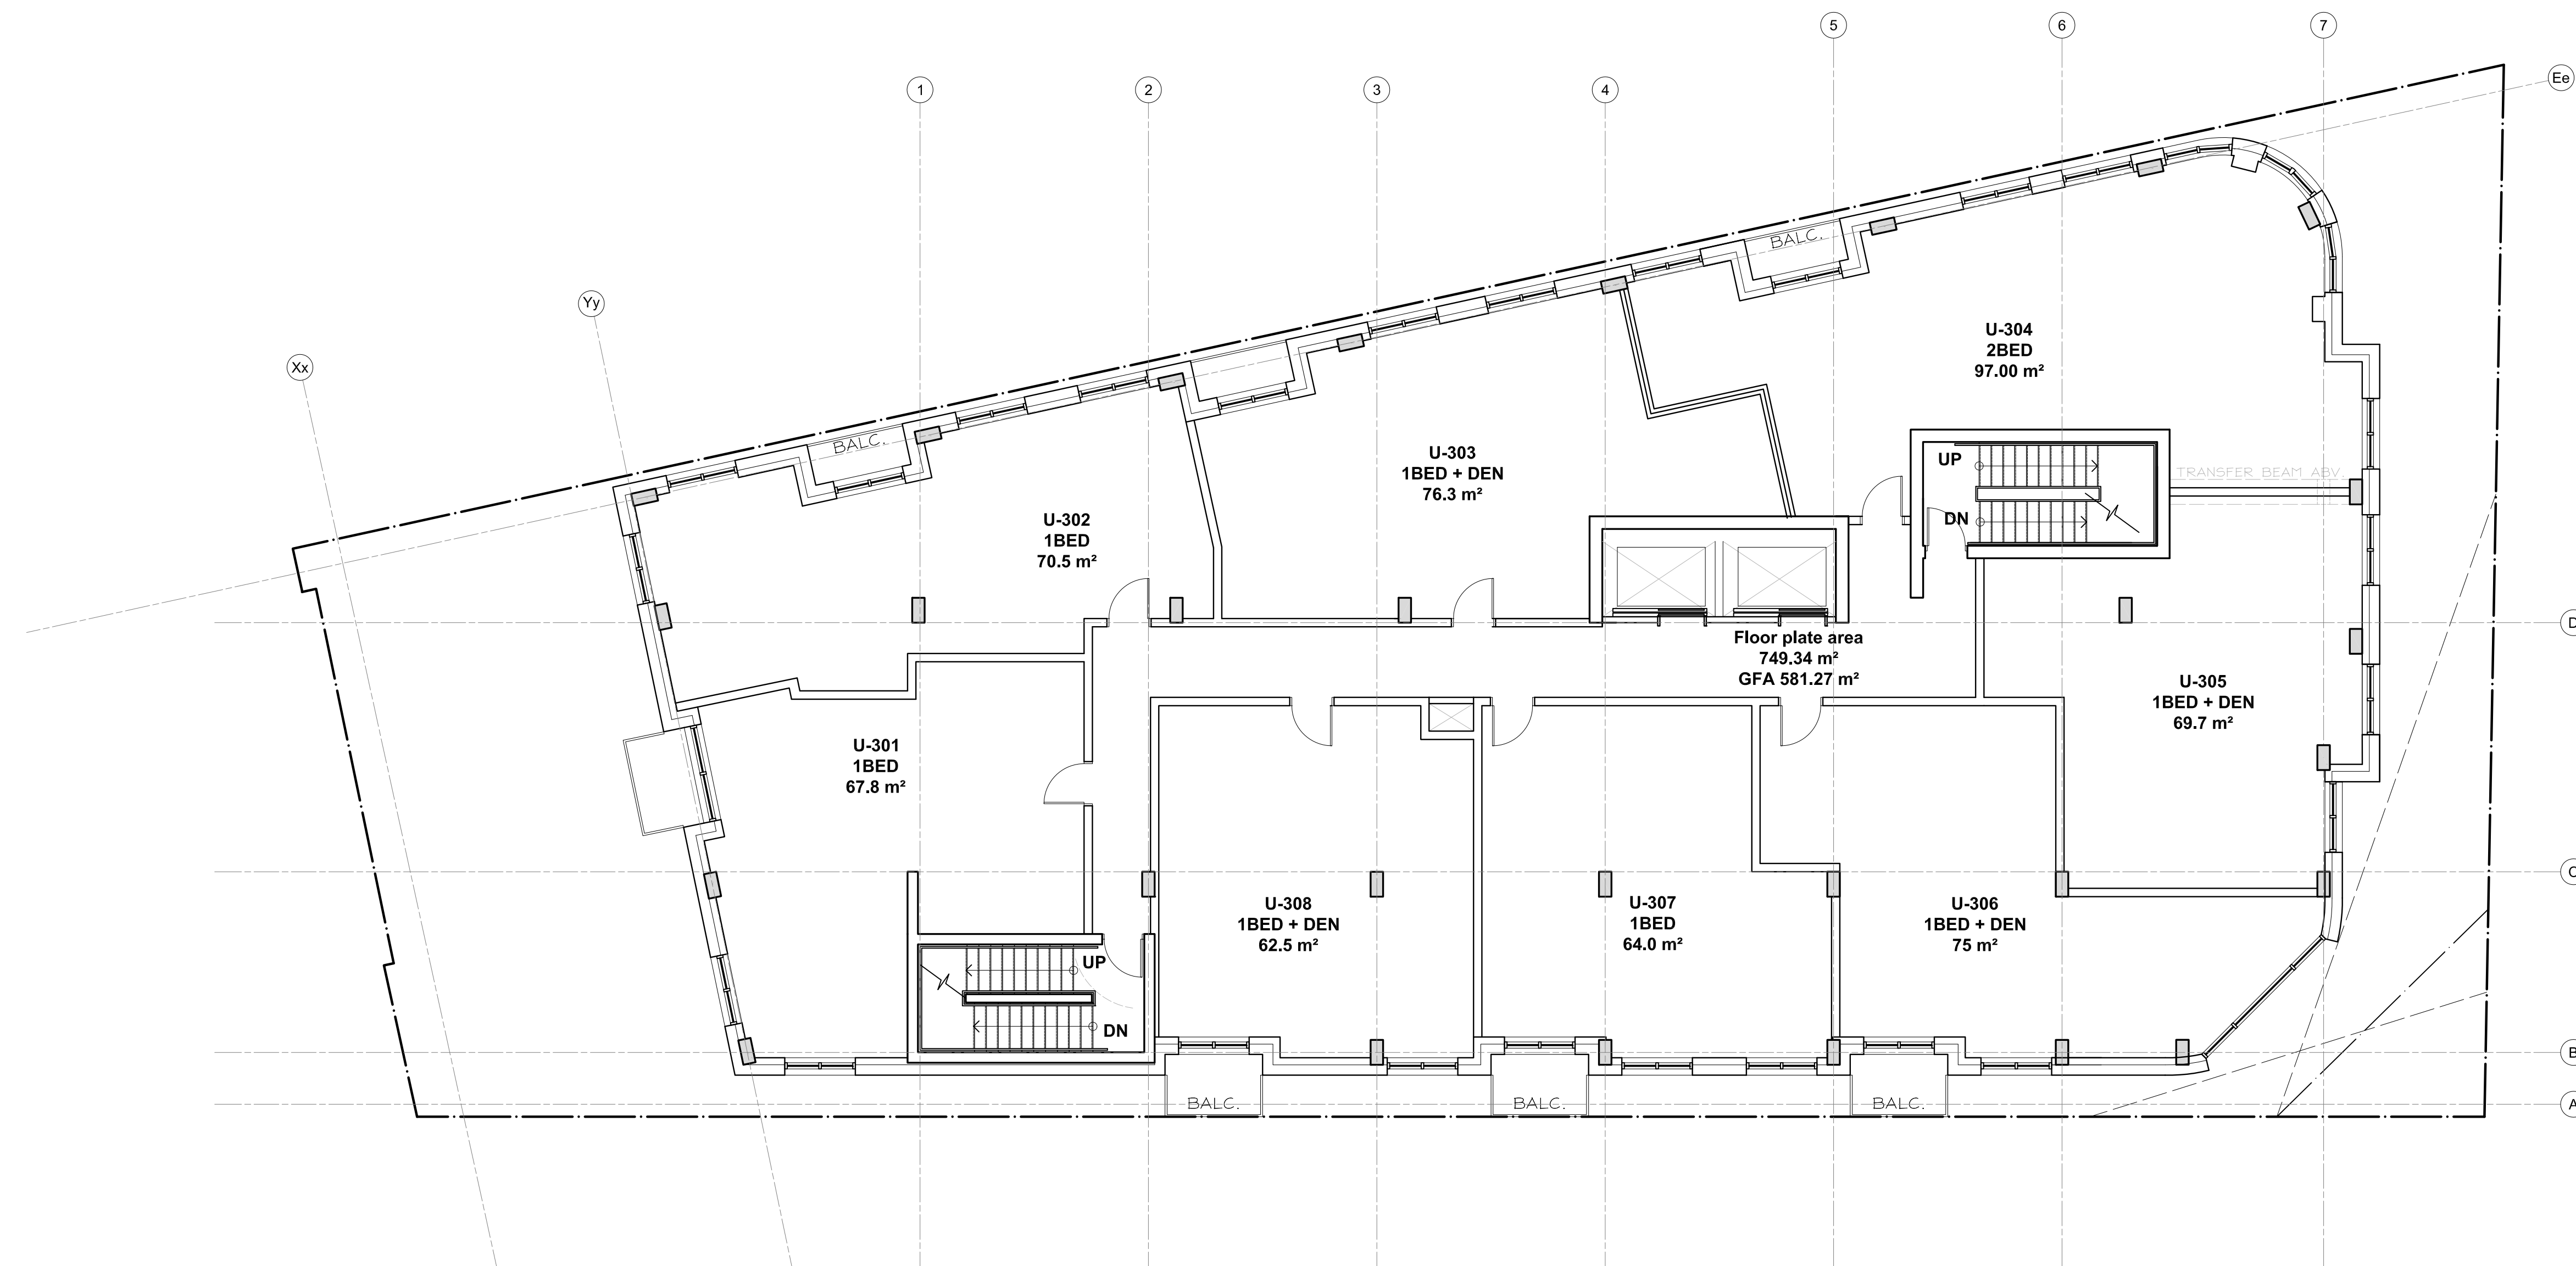 5
6
7
Ee
1
2
3
4
BALC.
Yy
U-304
2BED
97.00 m²
Xx
BALC.
U-303
1BED + DEN
76.3 m²
UP
TRANSFER BEAM ABV
U-302
1BED
70.5 m²
DN
D
Floor plate area
749.34 m²
GFA 581.27 m²
U-305
1BED + DEN
69.7 m²
U-301
1BED
67.8 m²
C
U-308
1BED + DEN
62.5 m²
U-307
1BED
64.0 m²
U-306
1BED + DEN
75 m²
UP
DN
B
BALC.
BALC.
BALC.
A